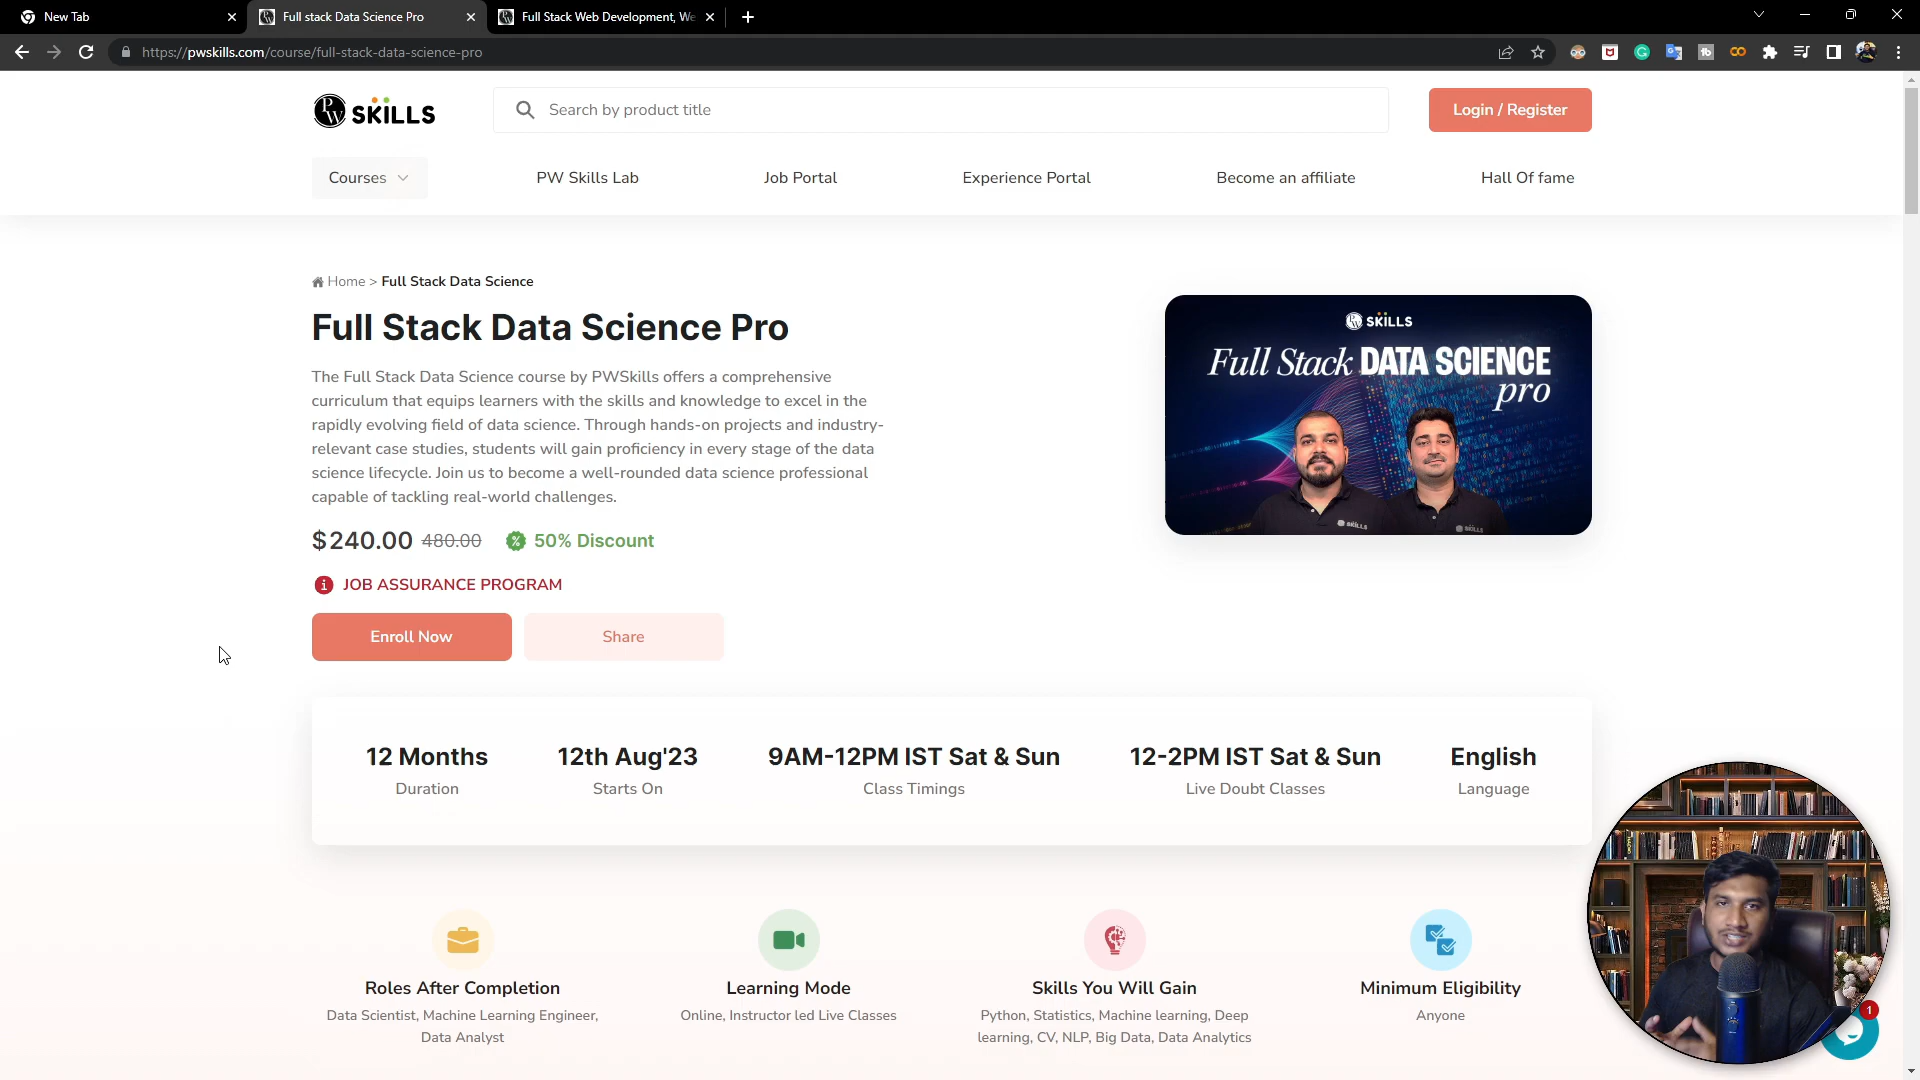 New Tab
Full stack Data Science Pro
Full Stack Web Development, We
https://pwskills.com/course/full-stack-data-science-pro
PW SKILLS
Search by product title
Login / Register
Courses
PW Skills Lab
Job Portal
Experience Portal
Become an affiliate
Hall Of fame
Home > Full Stack Data Science
Full Stack Data Science Pro
The Full Stack Data Science course by PWSkills offers a comprehensive
curriculum that equips learners with the skills and knowledge to excel in the
rapidly evolving field of data science. Through hands-on projects and industry-
relevant case studies, students will gain proficiency in every stage of the data
science lifecycle. Join us to become a well-rounded data science professional
capable of tackling real-world challenges.
$240.00 480.00 50% Discount
JOB ASSURANCE PROGRAM
Enroll Now
Share
SKILLS
Full Stack DATA SCIENCE
pro
SKILLS
SKILLS
12 Months
Duration
12th Aug'23
Starts On
9AM-12PM IST Sat & Sun
Class Timings
12-2PM IST Sat & Sun
Live Doubt Classes
English
Language
Roles After Completion
Data Scientist, Machine Learning Engineer,
Data Analyst
Learning Mode
Online, Instructor led Live Classes
Skills You Will Gain
Python, Statistics, Machine learning, Deep
learning, CV, NLP, Big Data, Data Analytics
Minimum Eligibility
Anyone
1